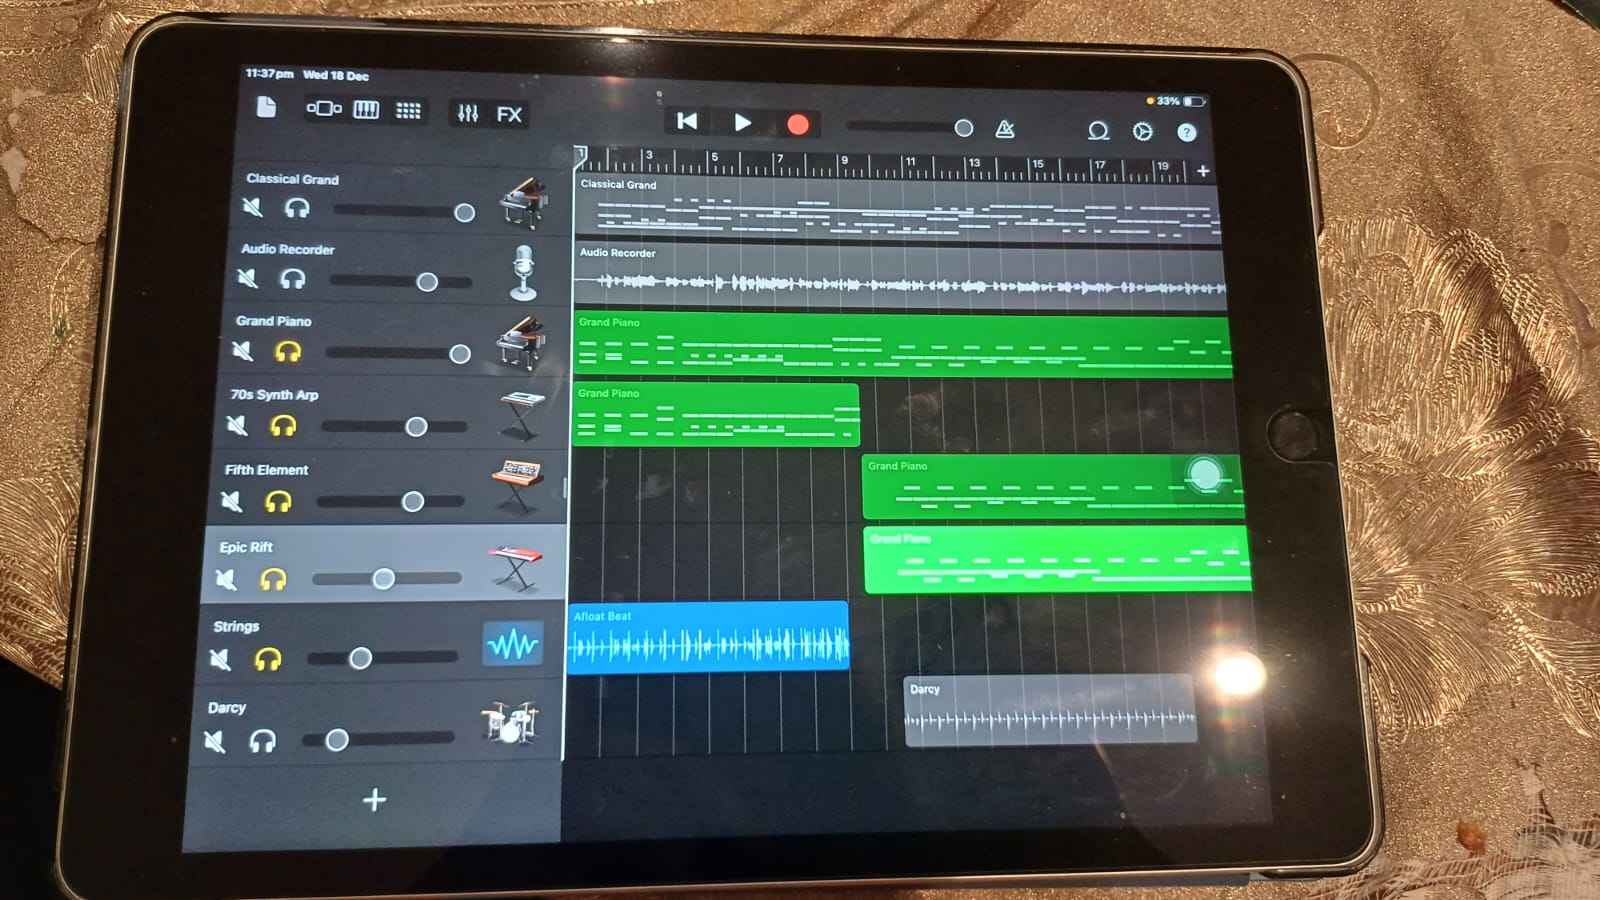 11:37pm Wed 18 Dec
33%
FX
?
1 3 5 7 9 11 13 15 17 19 +
Classical Grand
Classical Grand
Audio Recorder
Audio Recorder
Grand Piano
Grand Piano
70s Synth Arp
Grand Piano
Fifth Element
Grand Piano
Epic Rift
Grand Piano
Strings
Afloat Beat
Darcy
Darcy
+